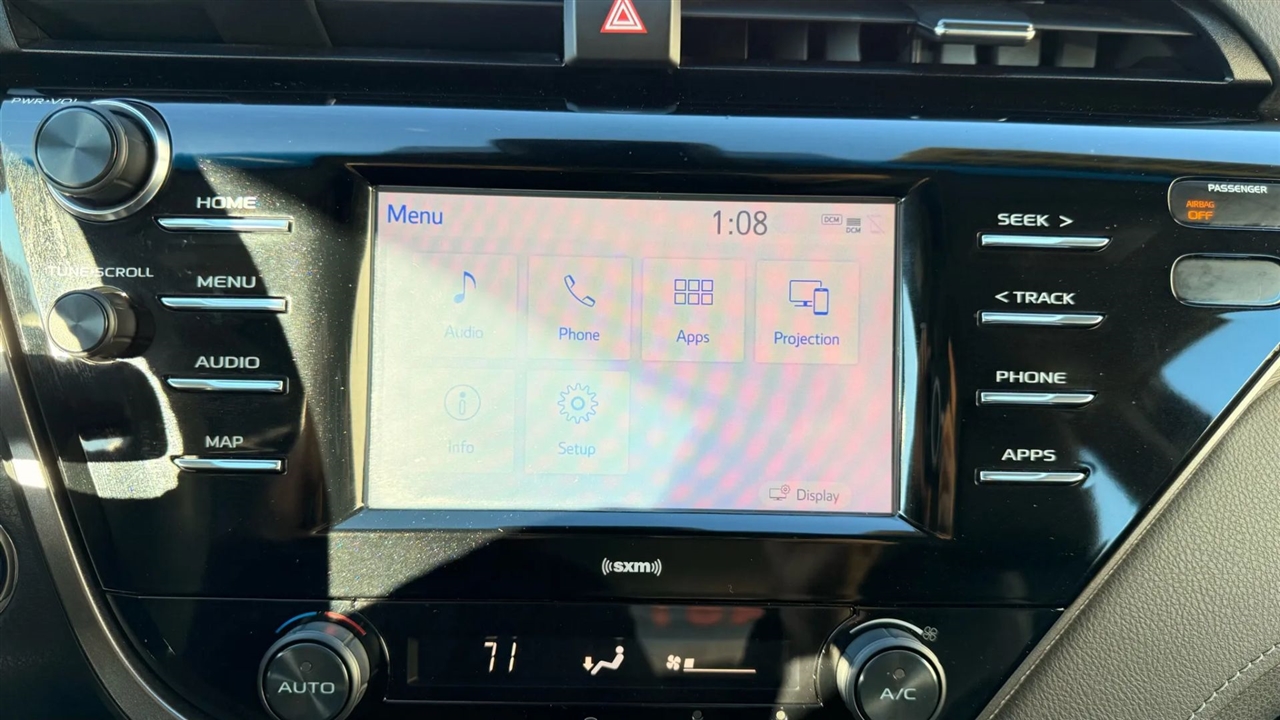 PWR•VOL
HOME
TUNE/SCROLL
MENU
AUDIO
MAP
Menu
1:08
DCM
DCM
Audio
Phone
Apps
Projection
Info
Setup
Display
SEEK >
< TRACK
PHONE
APPS
PASSENGER
AIRBAG
OFF
((sxm))
71
AUTO
A/C